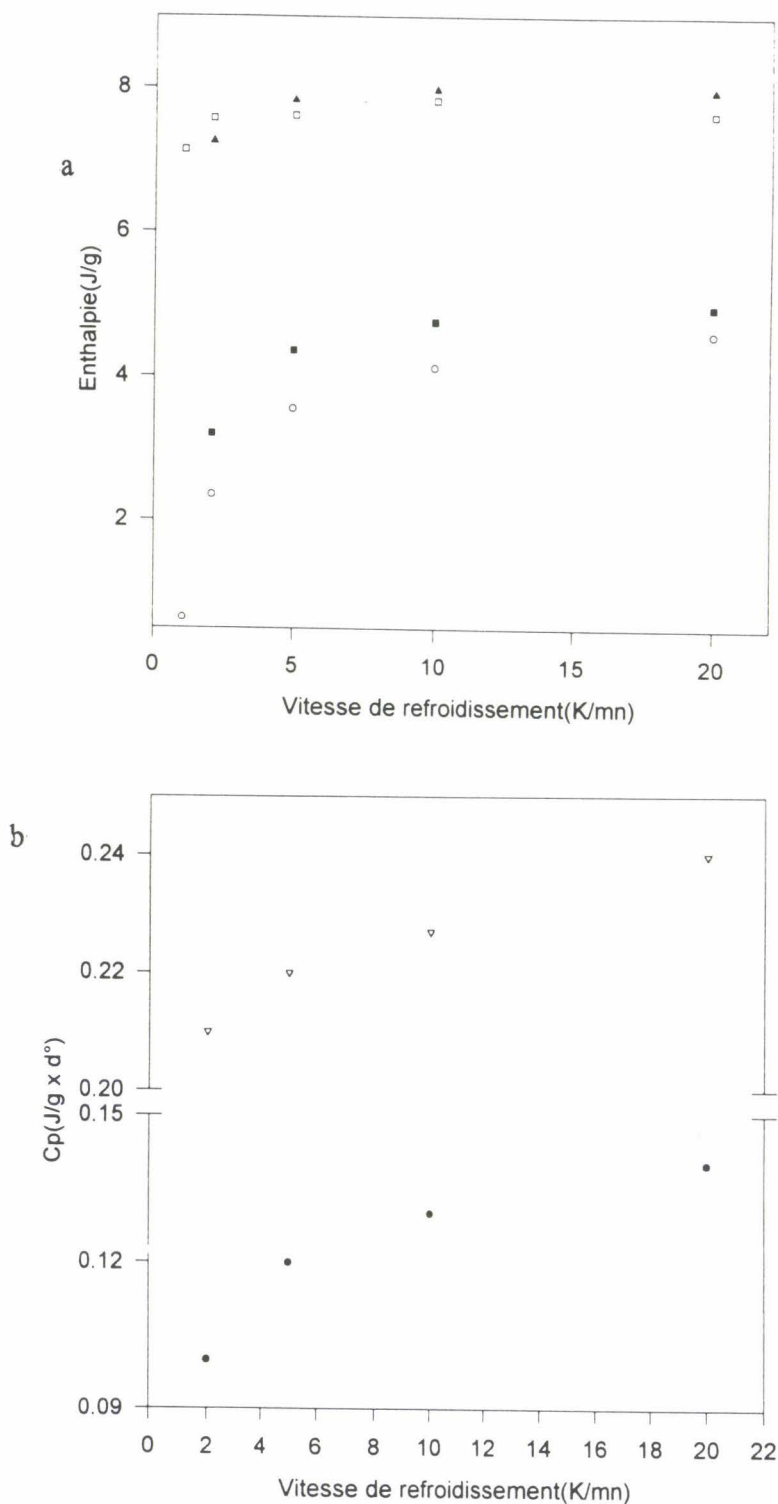 a
Enthalpie(J/g)
8
6
4
2
0 5 10 15 20
Vitesse de refroidissement(K/mn)
b
Cp(J/g x d°)
0.24
0.22
0.20
0.15
0.12
0.09
0 2 4 6 8 10 12 14 16 18 20 22
Vitesse de refroidissement(K/mn)